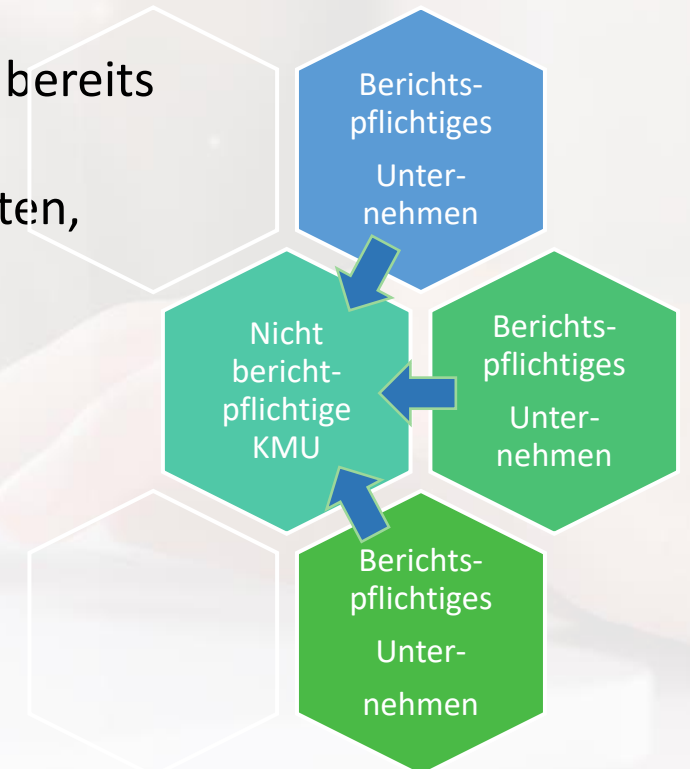 bereits
ten,
Berichts-
pflichtiges
Unter-
nehmen
Nicht
bericht-
pflichtige
KMU
Berichts-
pflichtiges
Unter-
nehmen
Berichts-
pflichtiges
Unter-
nehmen